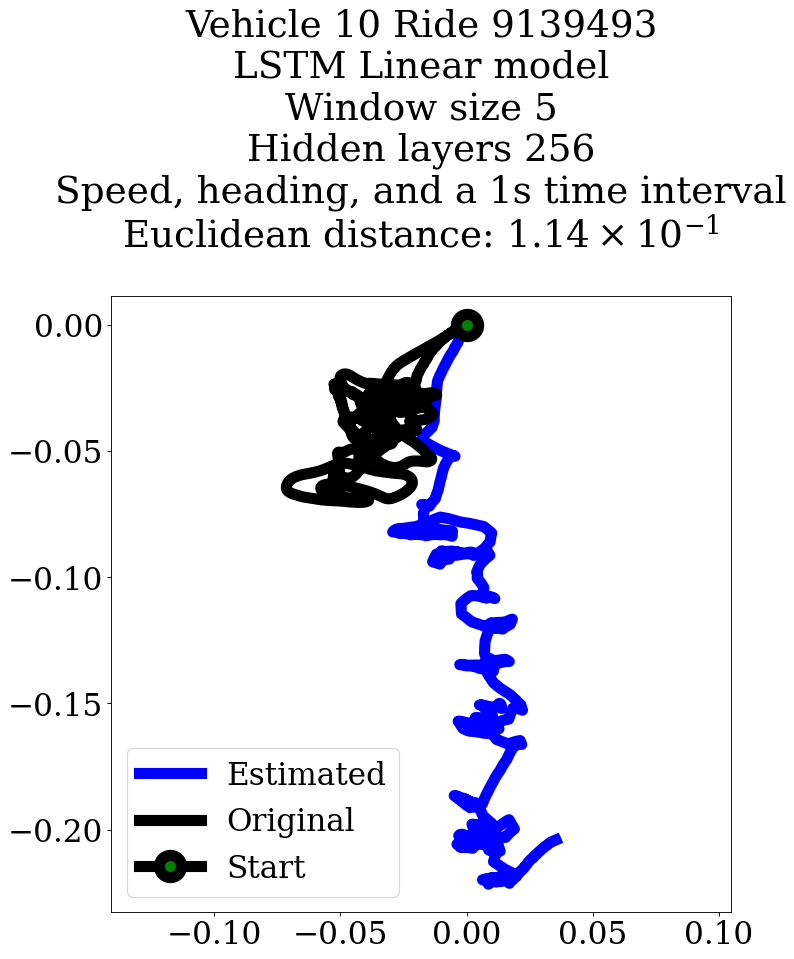 Vehicle 10 Ride 9139493
LSTM Linear model
Window size 5
Hidden layers 256
Speed, heading, and a 1s time interval
Euclidean distance: 1.14 × 10⁻¹
0.00
−0.05
−0.10
−0.15
−0.20
Estimated
Original
Start
−0.10 −0.05 0.00 0.05 0.10